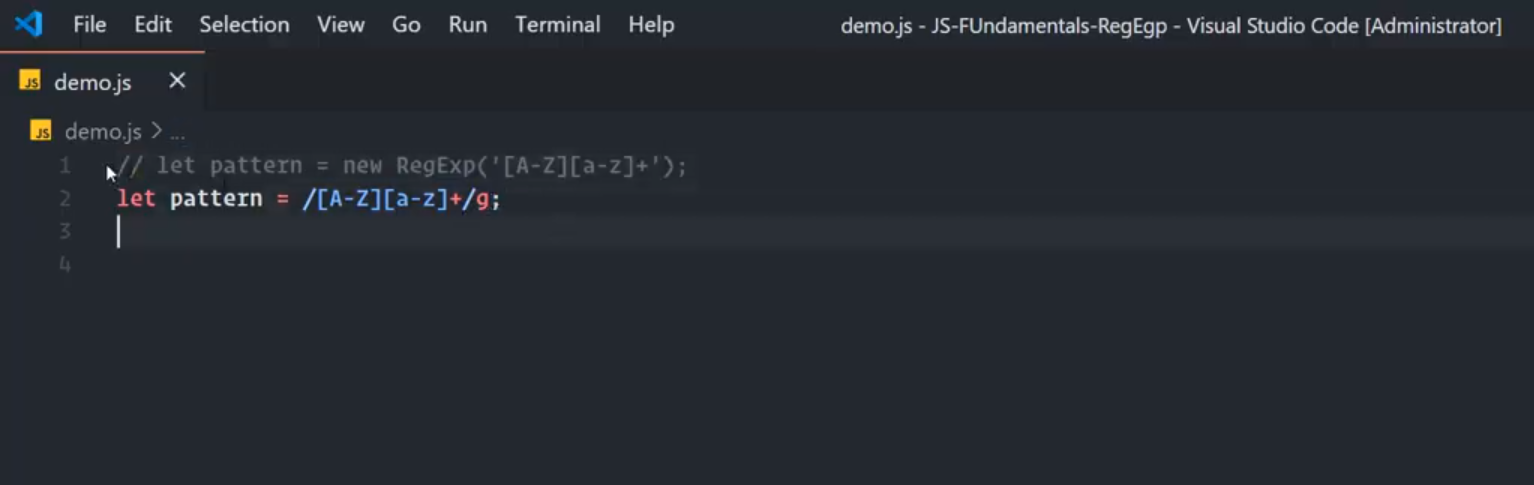 File Edit Selection View Go Run Terminal Help demo.js - JS-FUndamentals-RegEgp - Visual Studio Code [Administrator]
JS demo.js ×
JS demo.js > ...
1 // let pattern = new RegExp('[A-Z][a-z]+');
2 let pattern = /[A-Z][a-z]+/g;
3
4